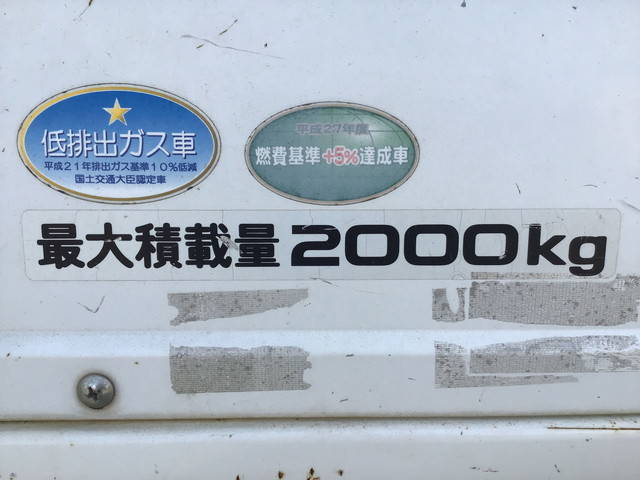 低排出ガス車
平成21年排出ガス基準10%低減
国土交通大臣認定車
平成27年度
燃費基準+5%達成車
最大積載量2000kg